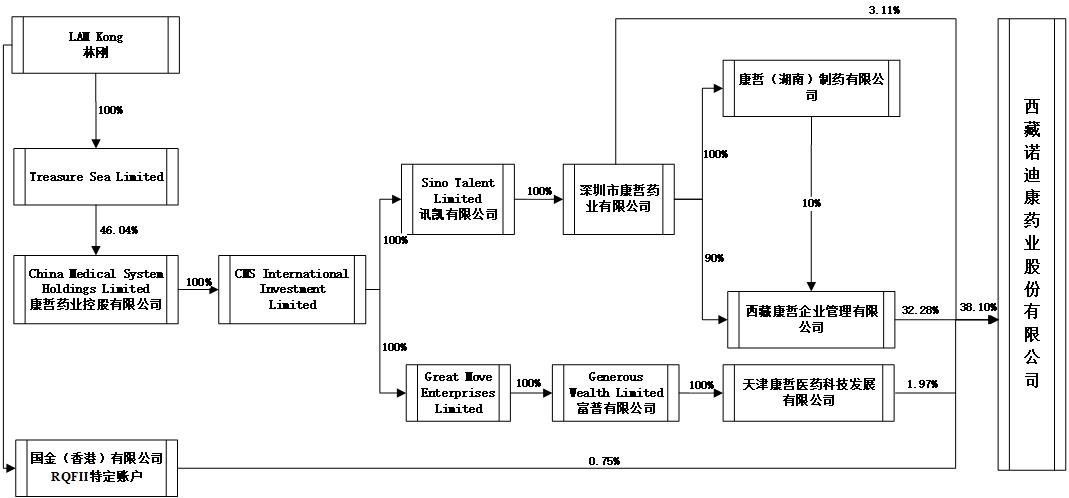 3.11%
LAM Kong
林刚
100%
Treasure Sea Limited
46.04%
China Medical System
Holdings Limited
康哲药业控股有限公司
100%
CMS International
Investment
Limited
100%
100%
Sino Talent
Limited
讯凯有限公司
100%
深圳市康哲药
业有限公司
100%
90%
康哲（湖南）制药有限公
司
10%
西藏康哲企业管理有限
公司
32.28%
38.10%
Great Move
Enterprises
Limited
100%
Generous
Wealth Limited
富普有限公司
100%
天津康哲医药科技发展
有限公司
1.97%
国金（香港）有限公司
RQFII特定账户
0.75%
西藏诺迪康药业股份有限公司